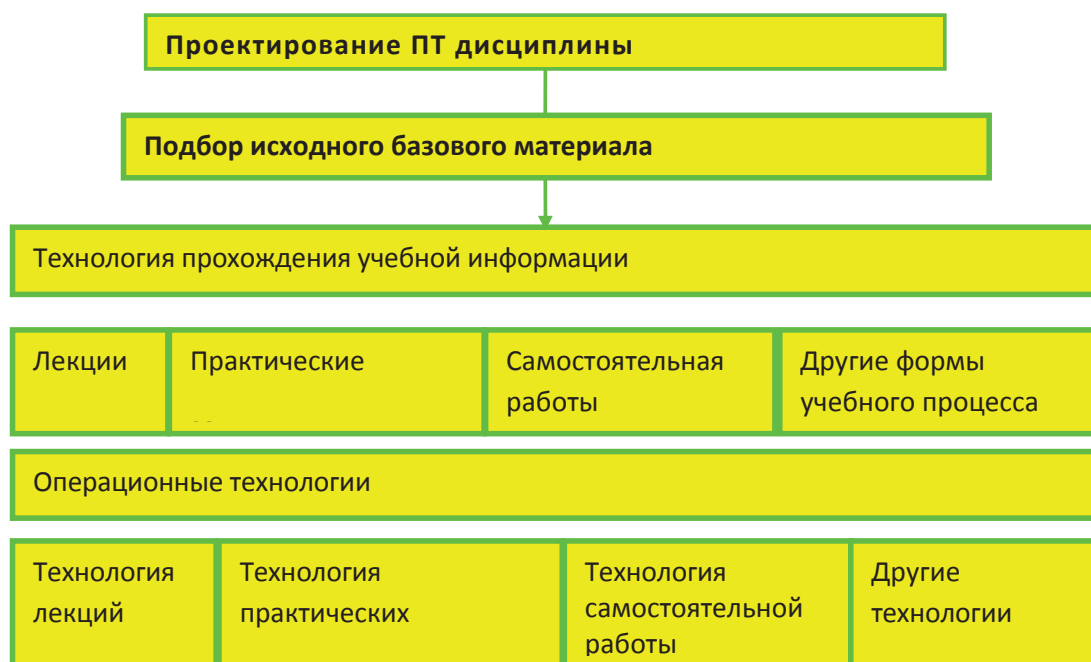 Проектирование ПТ дисциплины
Подбор исходного базового материала
Технология прохождения учебной информации
Лекции
Практические
Самостоятельная
работы
Другие формы
учебного процесса
Операционные технологии
Технология
лекций
Технология
практических
Технология
самостоятельной
работы
Другие
технологии